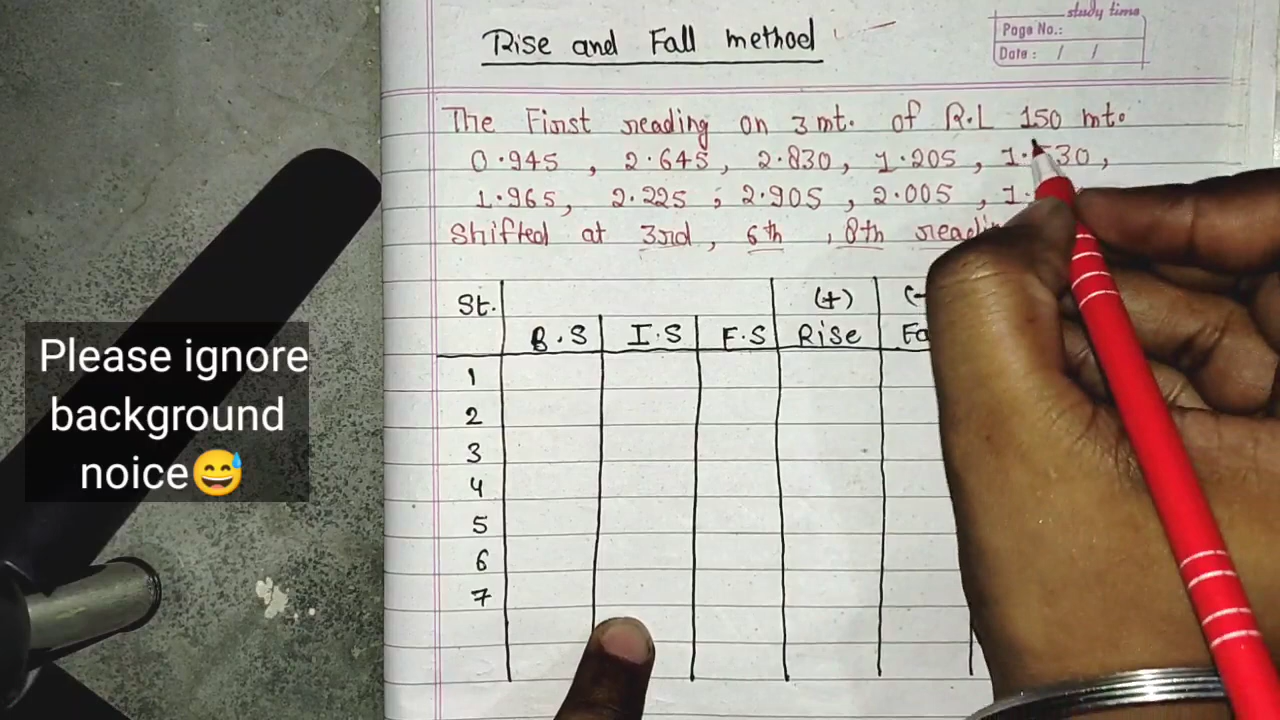 study time
Page No.:
Date : / /
Rise and Fall method
The First reading on 3 mt. of R.L 150 mt.
0.945 , 2.645 , 2.830 , 1.205 ,
1.965, 2.225 ; 2.905 , 2.005 ,
Shifted at 3rd , 6th , 8th
St. (+)
B.S I.S F.S Rise
1
2
3
4
5
6
7
Please ignore
background
noice😅